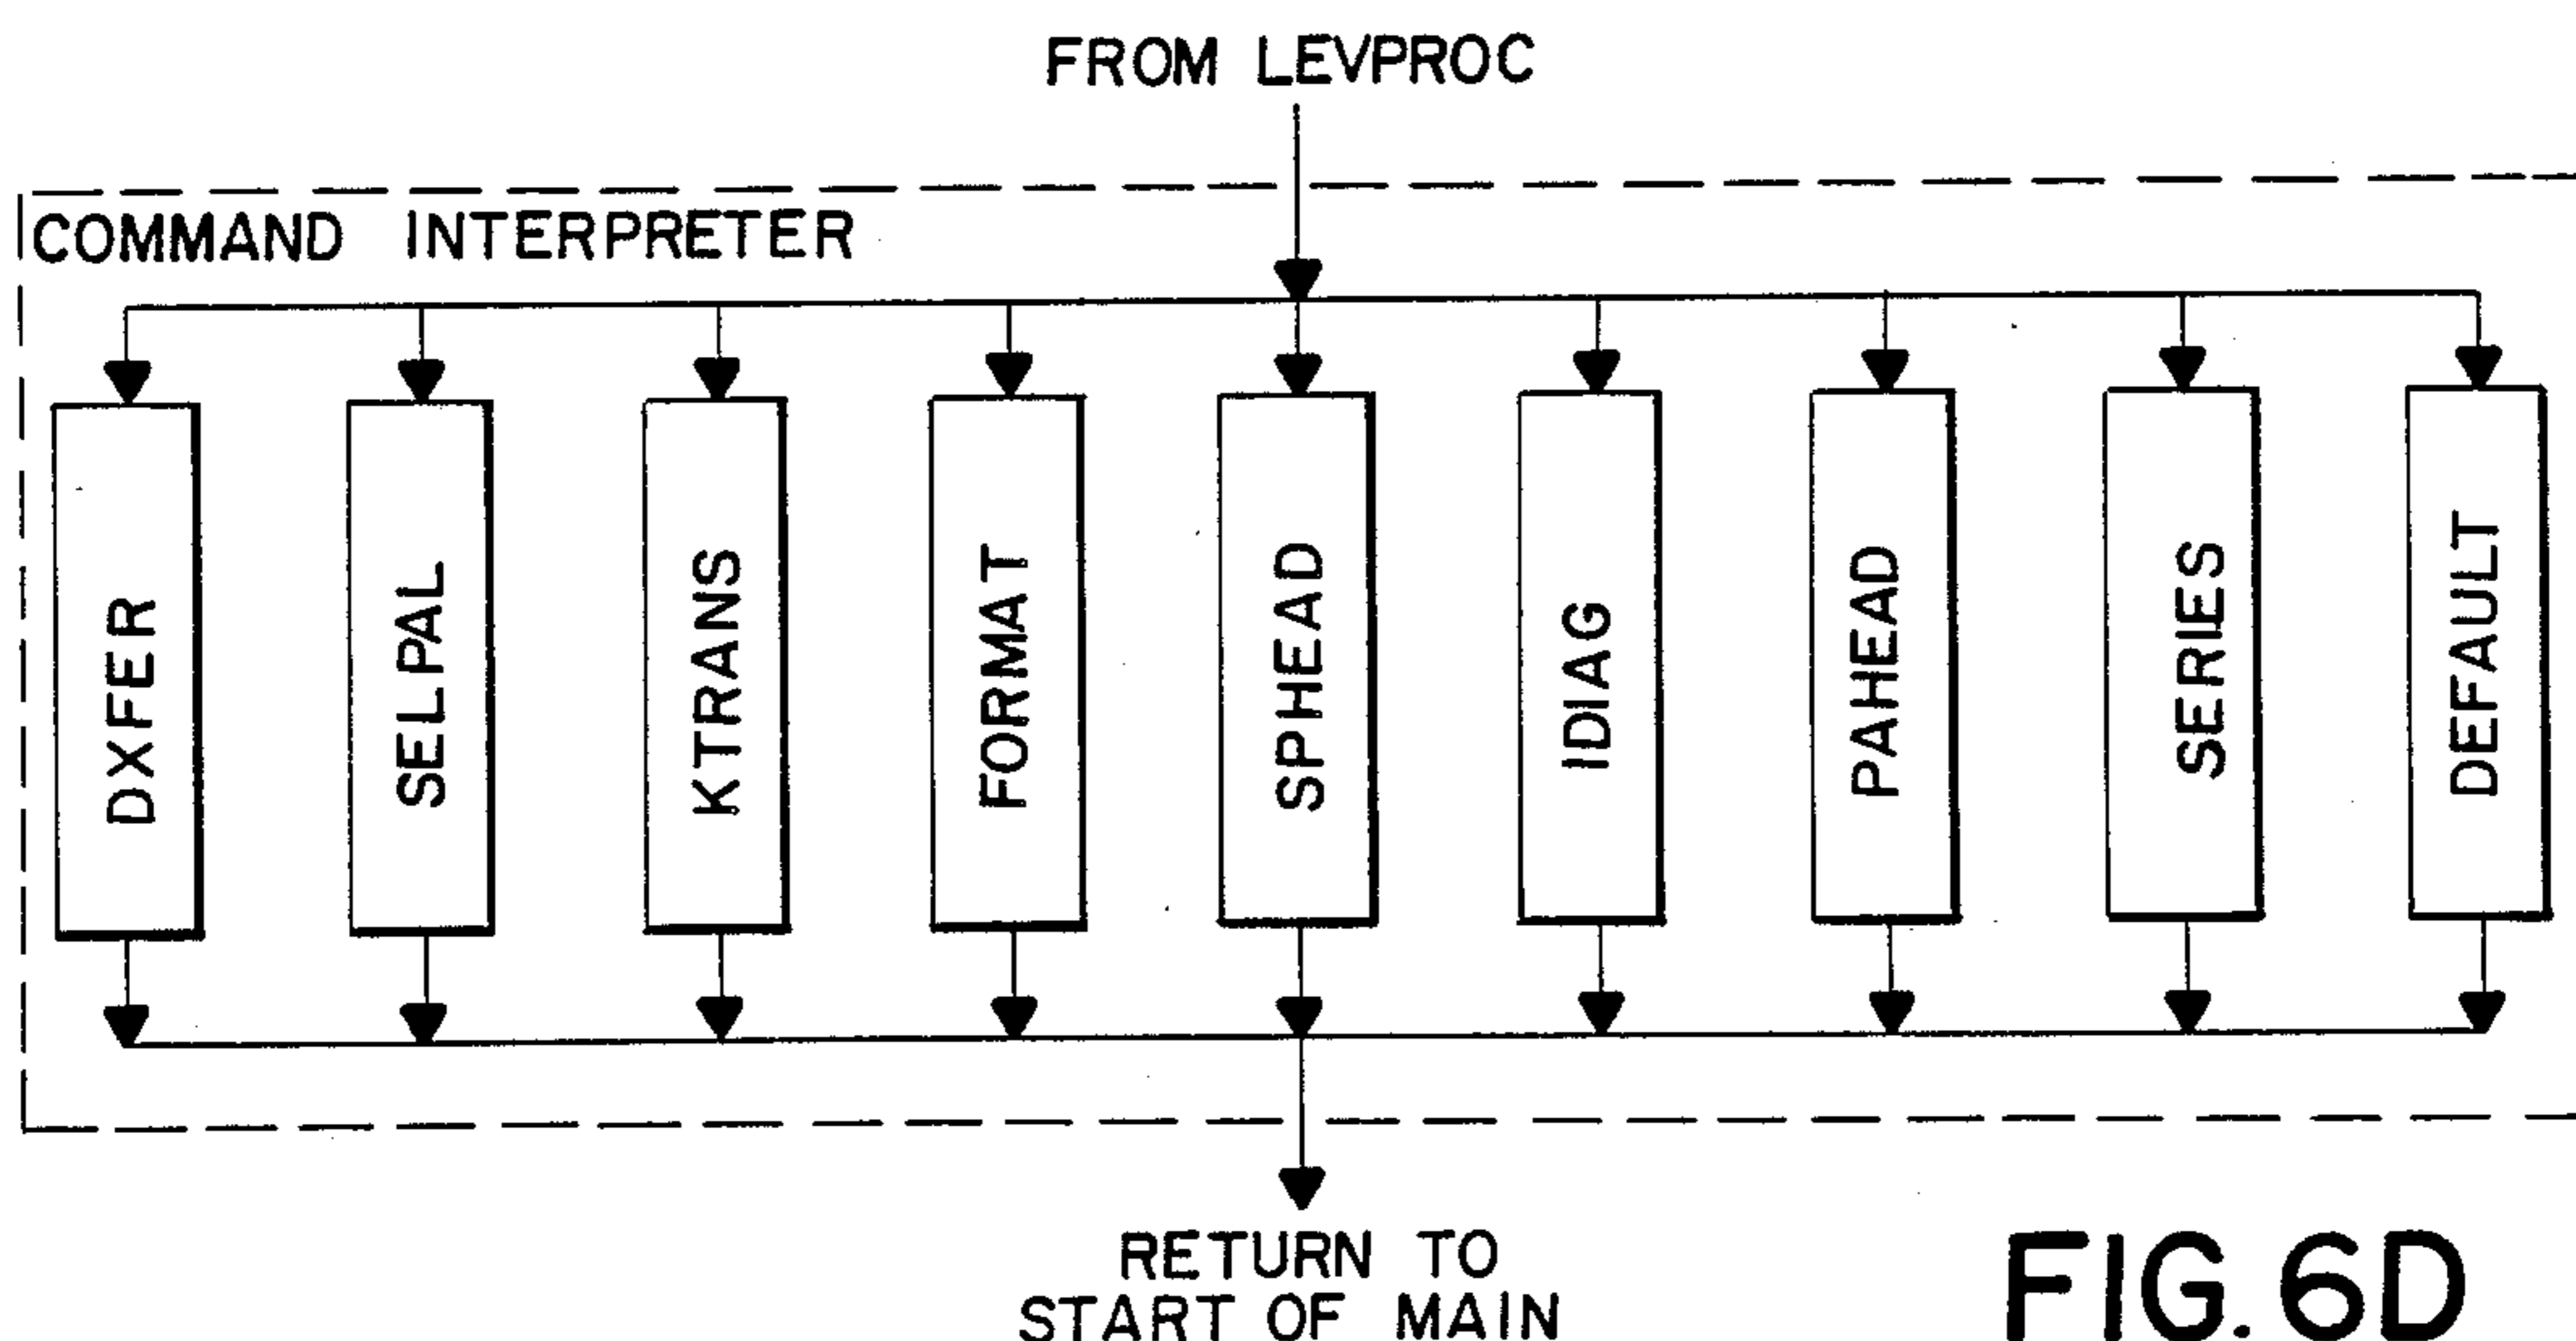 FROM LEVPROC
COMMAND INTERPRETER
DXFER
SELPAL
KTRANS
FORMAT
SPHEAD
IDIAG
PAHEAD
SERIES
DEFAULT
RETURN TO
START OF MAIN
FIG. 6D